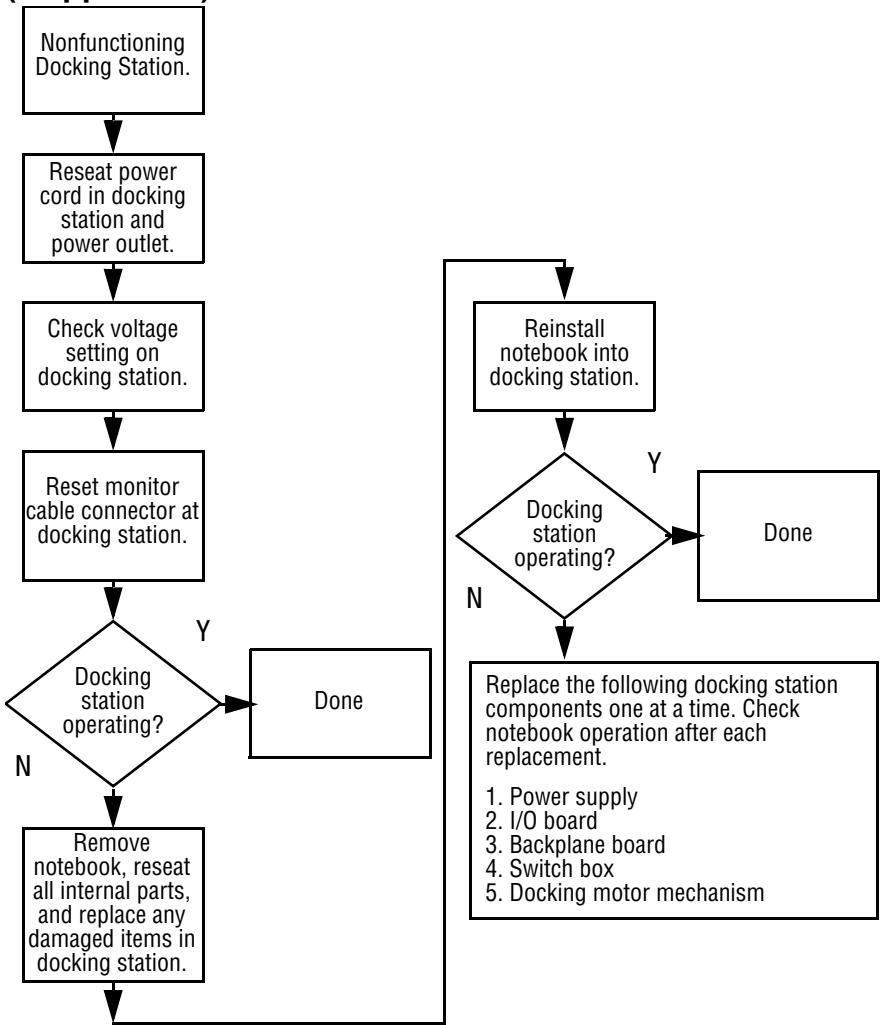 Nonfunctioning
Docking Station.
Reseat power
cord in docking
station and
power outlet.
Check voltage
setting on
docking station.
Reset monitor
cable connector at
docking station.
Y
Docking
station
operating?
Done
N
Remove
notebook, reseat
all internal parts,
and replace any
damaged items in
docking station.
Reinstall
notebook into
docking station.
Y
Docking
station
operating?
Done
N
Replace the following docking station
components one at a time. Check
notebook operation after each
replacement.
1. Power supply
2. I/O board
3. Backplane board
4. Switch box
5. Docking motor mechanism